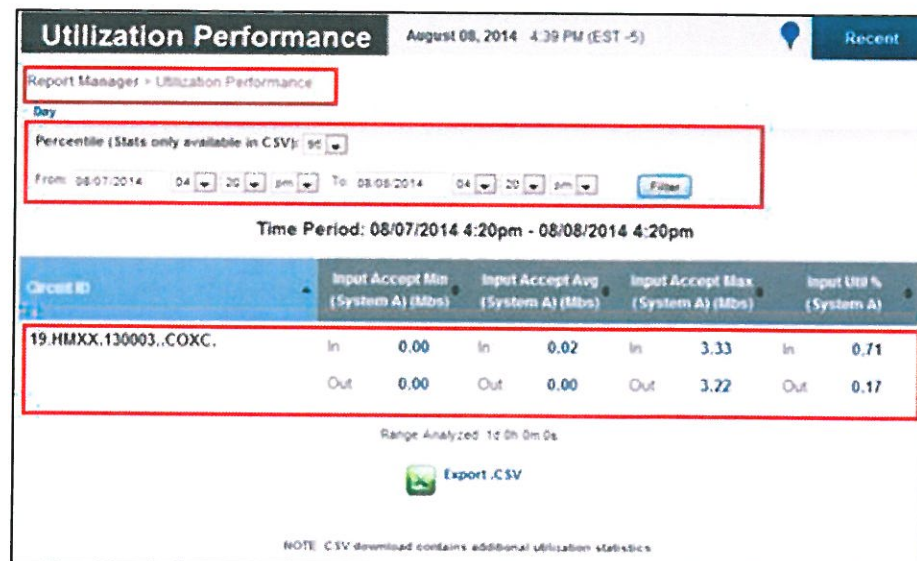 Utilization Performance August 08, 2014 4:39 PM (EST -5) Recent
Report Manager > Utilization Performance
Day
Percentile (Stats only available in CSV):
From: 08/07/2014 04 20 pm To: 08/08/2014 04 20 pm Filter
Time Period: 08/07/2014 4:20pm - 08/08/2014 4:20pm
Circuit ID Input Accept Min (System A) (Mbs) Input Accept Avg (System A) (Mbs) Input Accept Max (System A) (Mbs) Input Util % (System A)
19.HMXX.130003..COXC. In 0.00 In 0.02 In 3.33 In 0.71
Out 0.00 Out 0.00 Out 3.22 Out 0.17
Range Analyzed: 1d 0h 0m 0s
Export .CSV
NOTE: CSV download contains additional utilization statistics